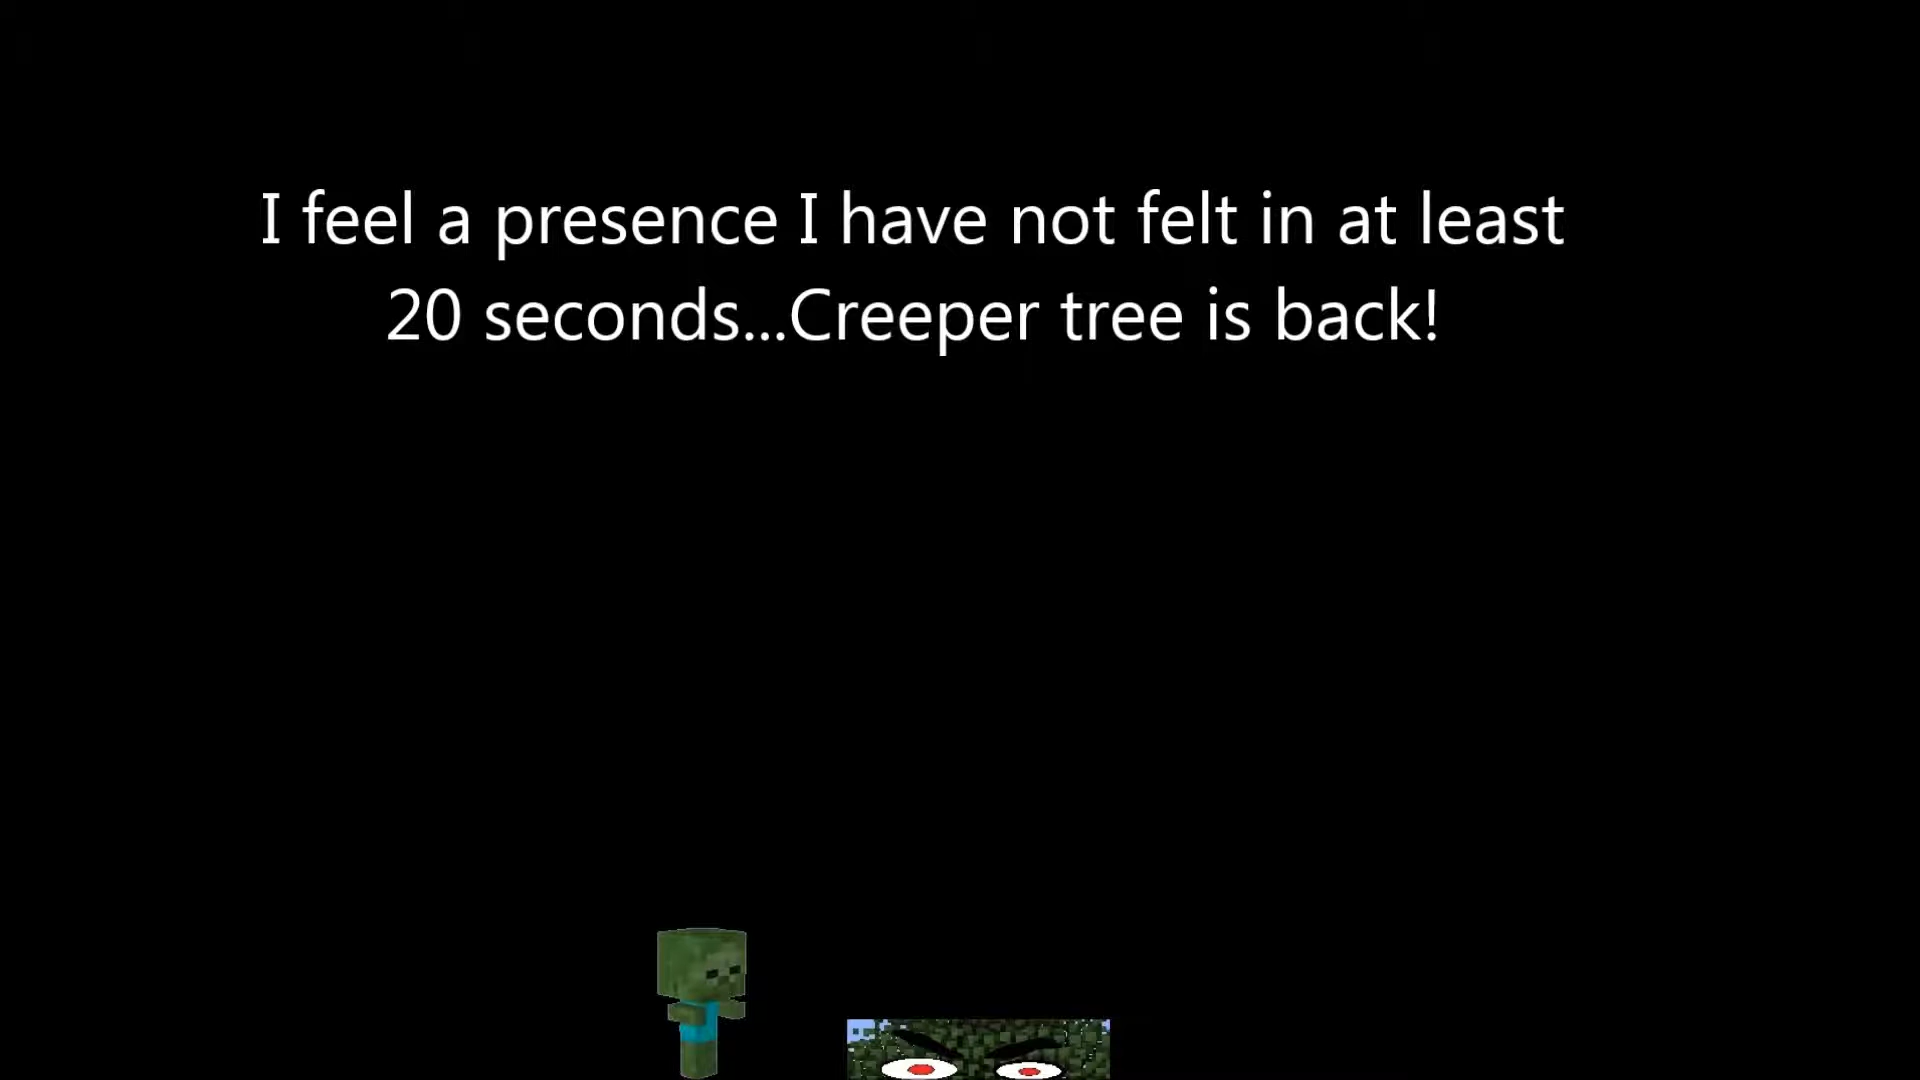 I feel a presence I have not felt in at least
20 seconds...Creeper tree is back!